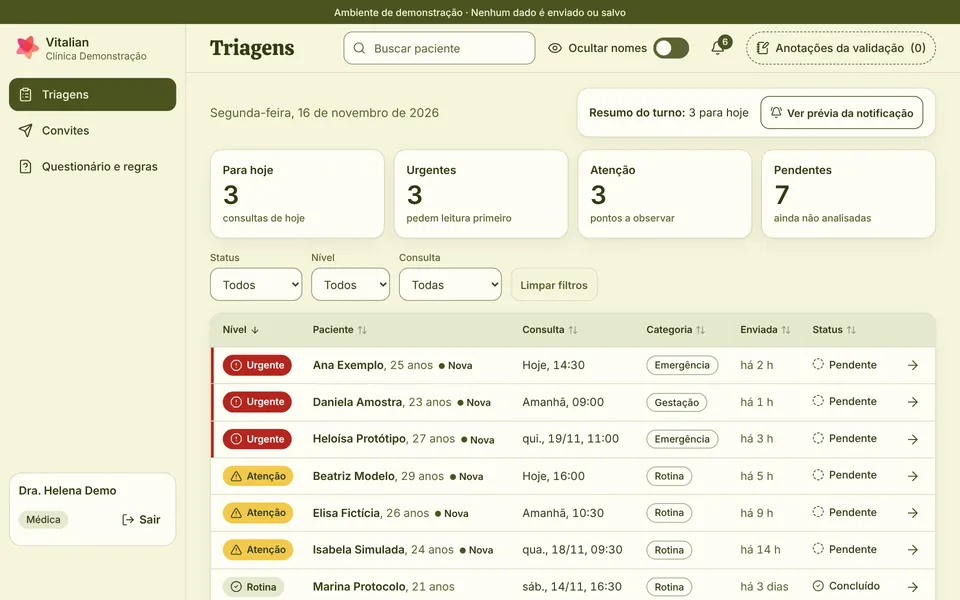 Ambiente de demonstração · Nenhum dado é enviado ou salvo
Vitalian
Clínica Demonstração
Triagens
Convites
Questionário e regras
Dra. Helena Demo
Médica
Sair
Triagens
Buscar paciente
Ocultar nomes
6
Anotações da validação (0)
Segunda-feira, 16 de novembro de 2026
Resumo do turno: 3 para hoje
Ver prévia da notificação
Para hoje
3
consultas de hoje
Urgentes
3
pedem leitura primeiro
Atenção
3
pontos a observar
Pendentes
7
ainda não analisadas
Status
Todos
Nível
Todos
Consulta
Todas
Limpar filtros
Nível Paciente Consulta Categoria Enviada Status
Urgente Ana Exemplo, 25 anos Nova Hoje, 14:30 Emergência há 2 h Pendente
Urgente Daniela Amostra, 23 anos Nova Amanhã, 09:00 Gestação há 1 h Pendente
Urgente Heloísa Protótipo, 27 anos Nova qui., 19/11, 11:00 Emergência há 3 h Pendente
Atenção Beatriz Modelo, 29 anos Nova Hoje, 16:00 Rotina há 5 h Pendente
Atenção Elisa Fictícia, 26 anos Nova Amanhã, 10:30 Rotina há 9 h Pendente
Atenção Isabela Simulada, 24 anos Nova qua., 18/11, 09:30 Rotina há 14 h Pendente
Rotina Marina Protocolo, 21 anos sáb., 14/11, 16:30 Rotina há 3 dias Concluído